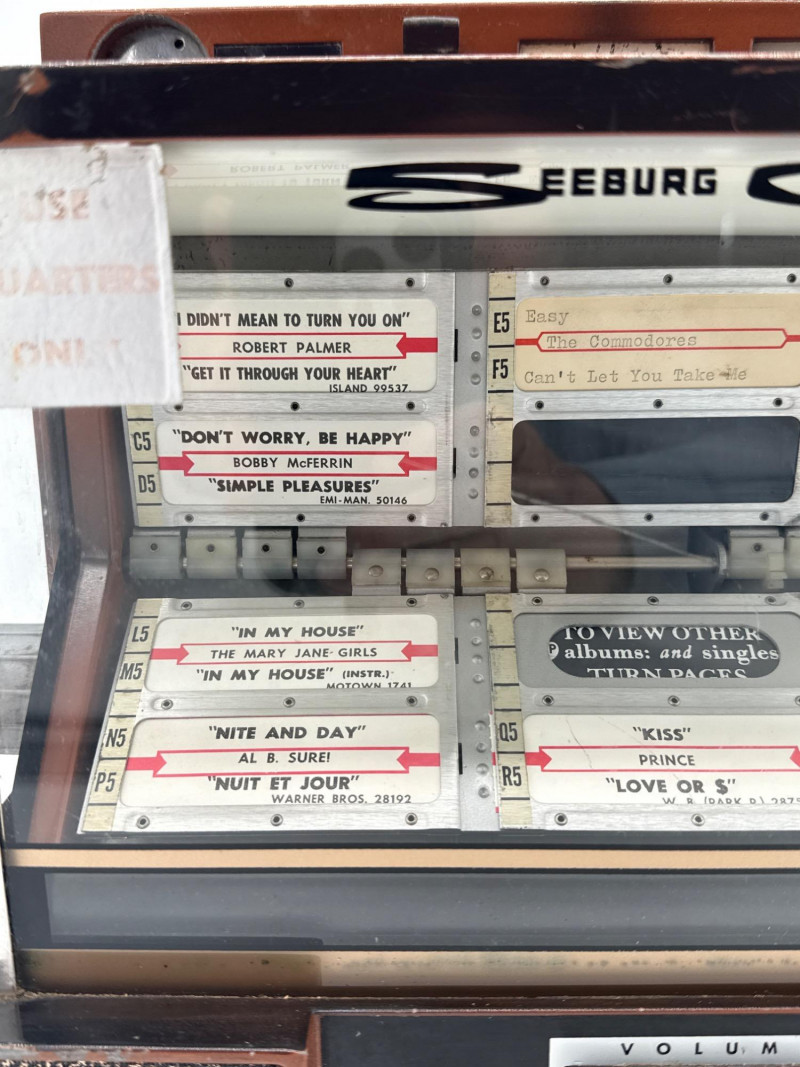 SEEBURG
USE
QUARTERS
ONLY
I DIDN'T MEAN TO TURN YOU ON"
ROBERT PALMER
"GET IT THROUGH YOUR HEART"
ISLAND 99537
C5
"DON'T WORRY, BE HAPPY"
BOBBY McFERRIN
D5
"SIMPLE PLEASURES"
EMI-MAN. 50146
E5
Easy
The Commodores
F5
Can't Let You Take Me
L5
"IN MY HOUSE"
THE MARY JANE GIRLS
M5
"IN MY HOUSE" (INSTR.)
MOTOWN 1741
N5
"NITE AND DAY"
AL B. SURE!
P5
"NUIT ET JOUR"
WARNER BROS. 28192
TO VIEW OTHER
albums: and singles
TURN PAGES
Q5
"KISS"
PRINCE
R5
"LOVE OR $"
VOLUM